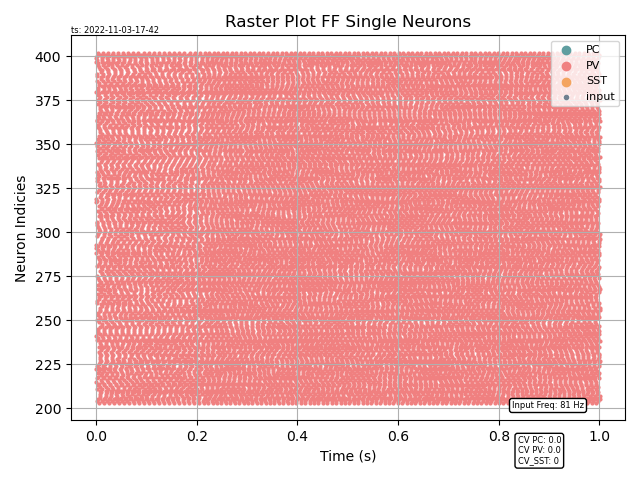 Raster Plot FF Single Neurons
ts: 2022-11-03-17-42
PC
PV
SST
input
400
375
350
325
300
275
250
225
200
Neuron Indicies
Input Freq: 81 Hz
0.0 0.2 0.4 0.6 0.8 1.0
Time (s)
CV PC: 0.0
CV PV: 0.0
CV_SST: 0